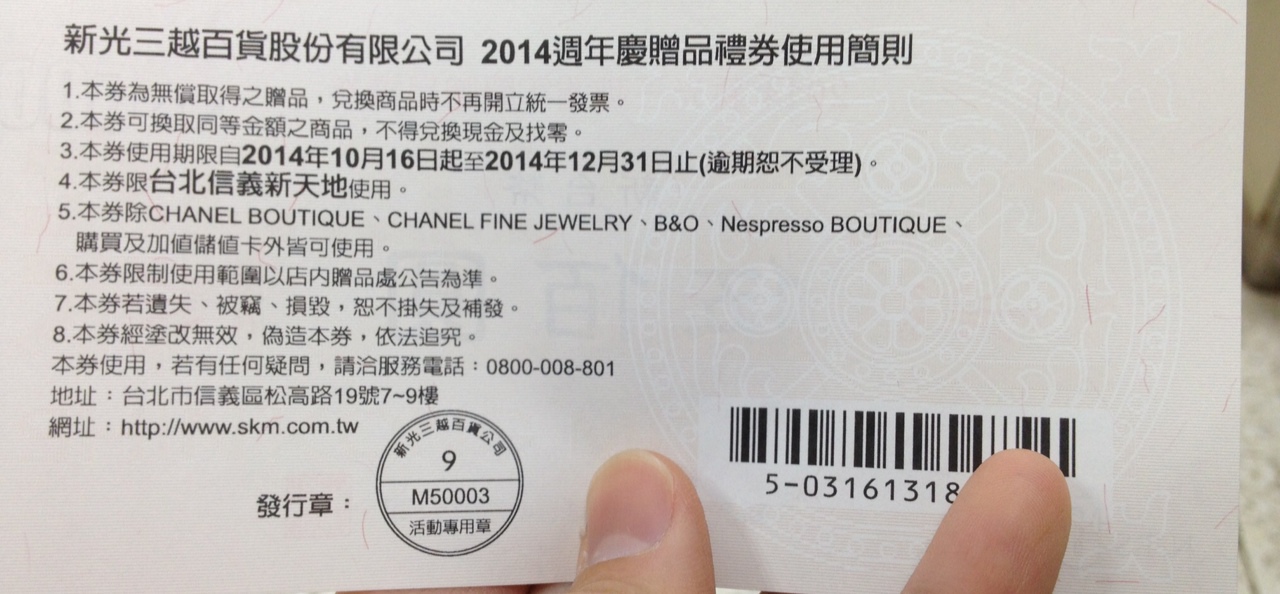 新光三越百貨股份有限公司 2014週年慶贈品禮券使用簡則
1.本券為無償取得之贈品，兌換商品時不再開立統一發票。
2.本券可換取同等金額之商品，不得兌換現金及找零。
3.本券使用期限自2014年10月16日起至2014年12月31日止(逾期恕不受理)。
4.本券限台北信義新天地使用。
5.本券除CHANEL BOUTIQUE、CHANEL FINE JEWELRY、B&O、Nespresso BOUTIQUE、
購買及加值儲值卡外皆可使用。
6.本券限制使用範圍以店內贈品處公告為準。
7.本券若遺失、被竊、損毀，恕不掛失及補發。
8.本券經塗改無效，偽造本券，依法追究。
本券使用，若有任何疑問，請洽服務電話：0800-008-801
地址：台北市信義區松高路19號7~9樓
網址：http://www.skm.com.tw
發行章：
新光三越百貨公司
9
M50003
活動專用章
5-03161318